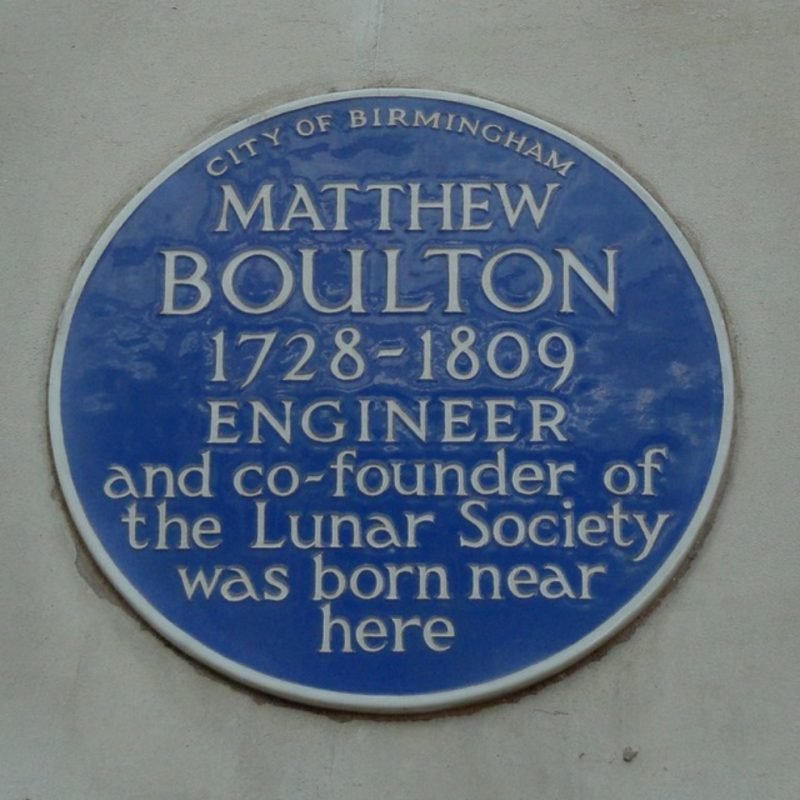 CITY OF BIRMINGHAM
MATTHEW
BOULTON
1728-1809
ENGINEER
and co-founder of
the Lunar Society
was born near
here